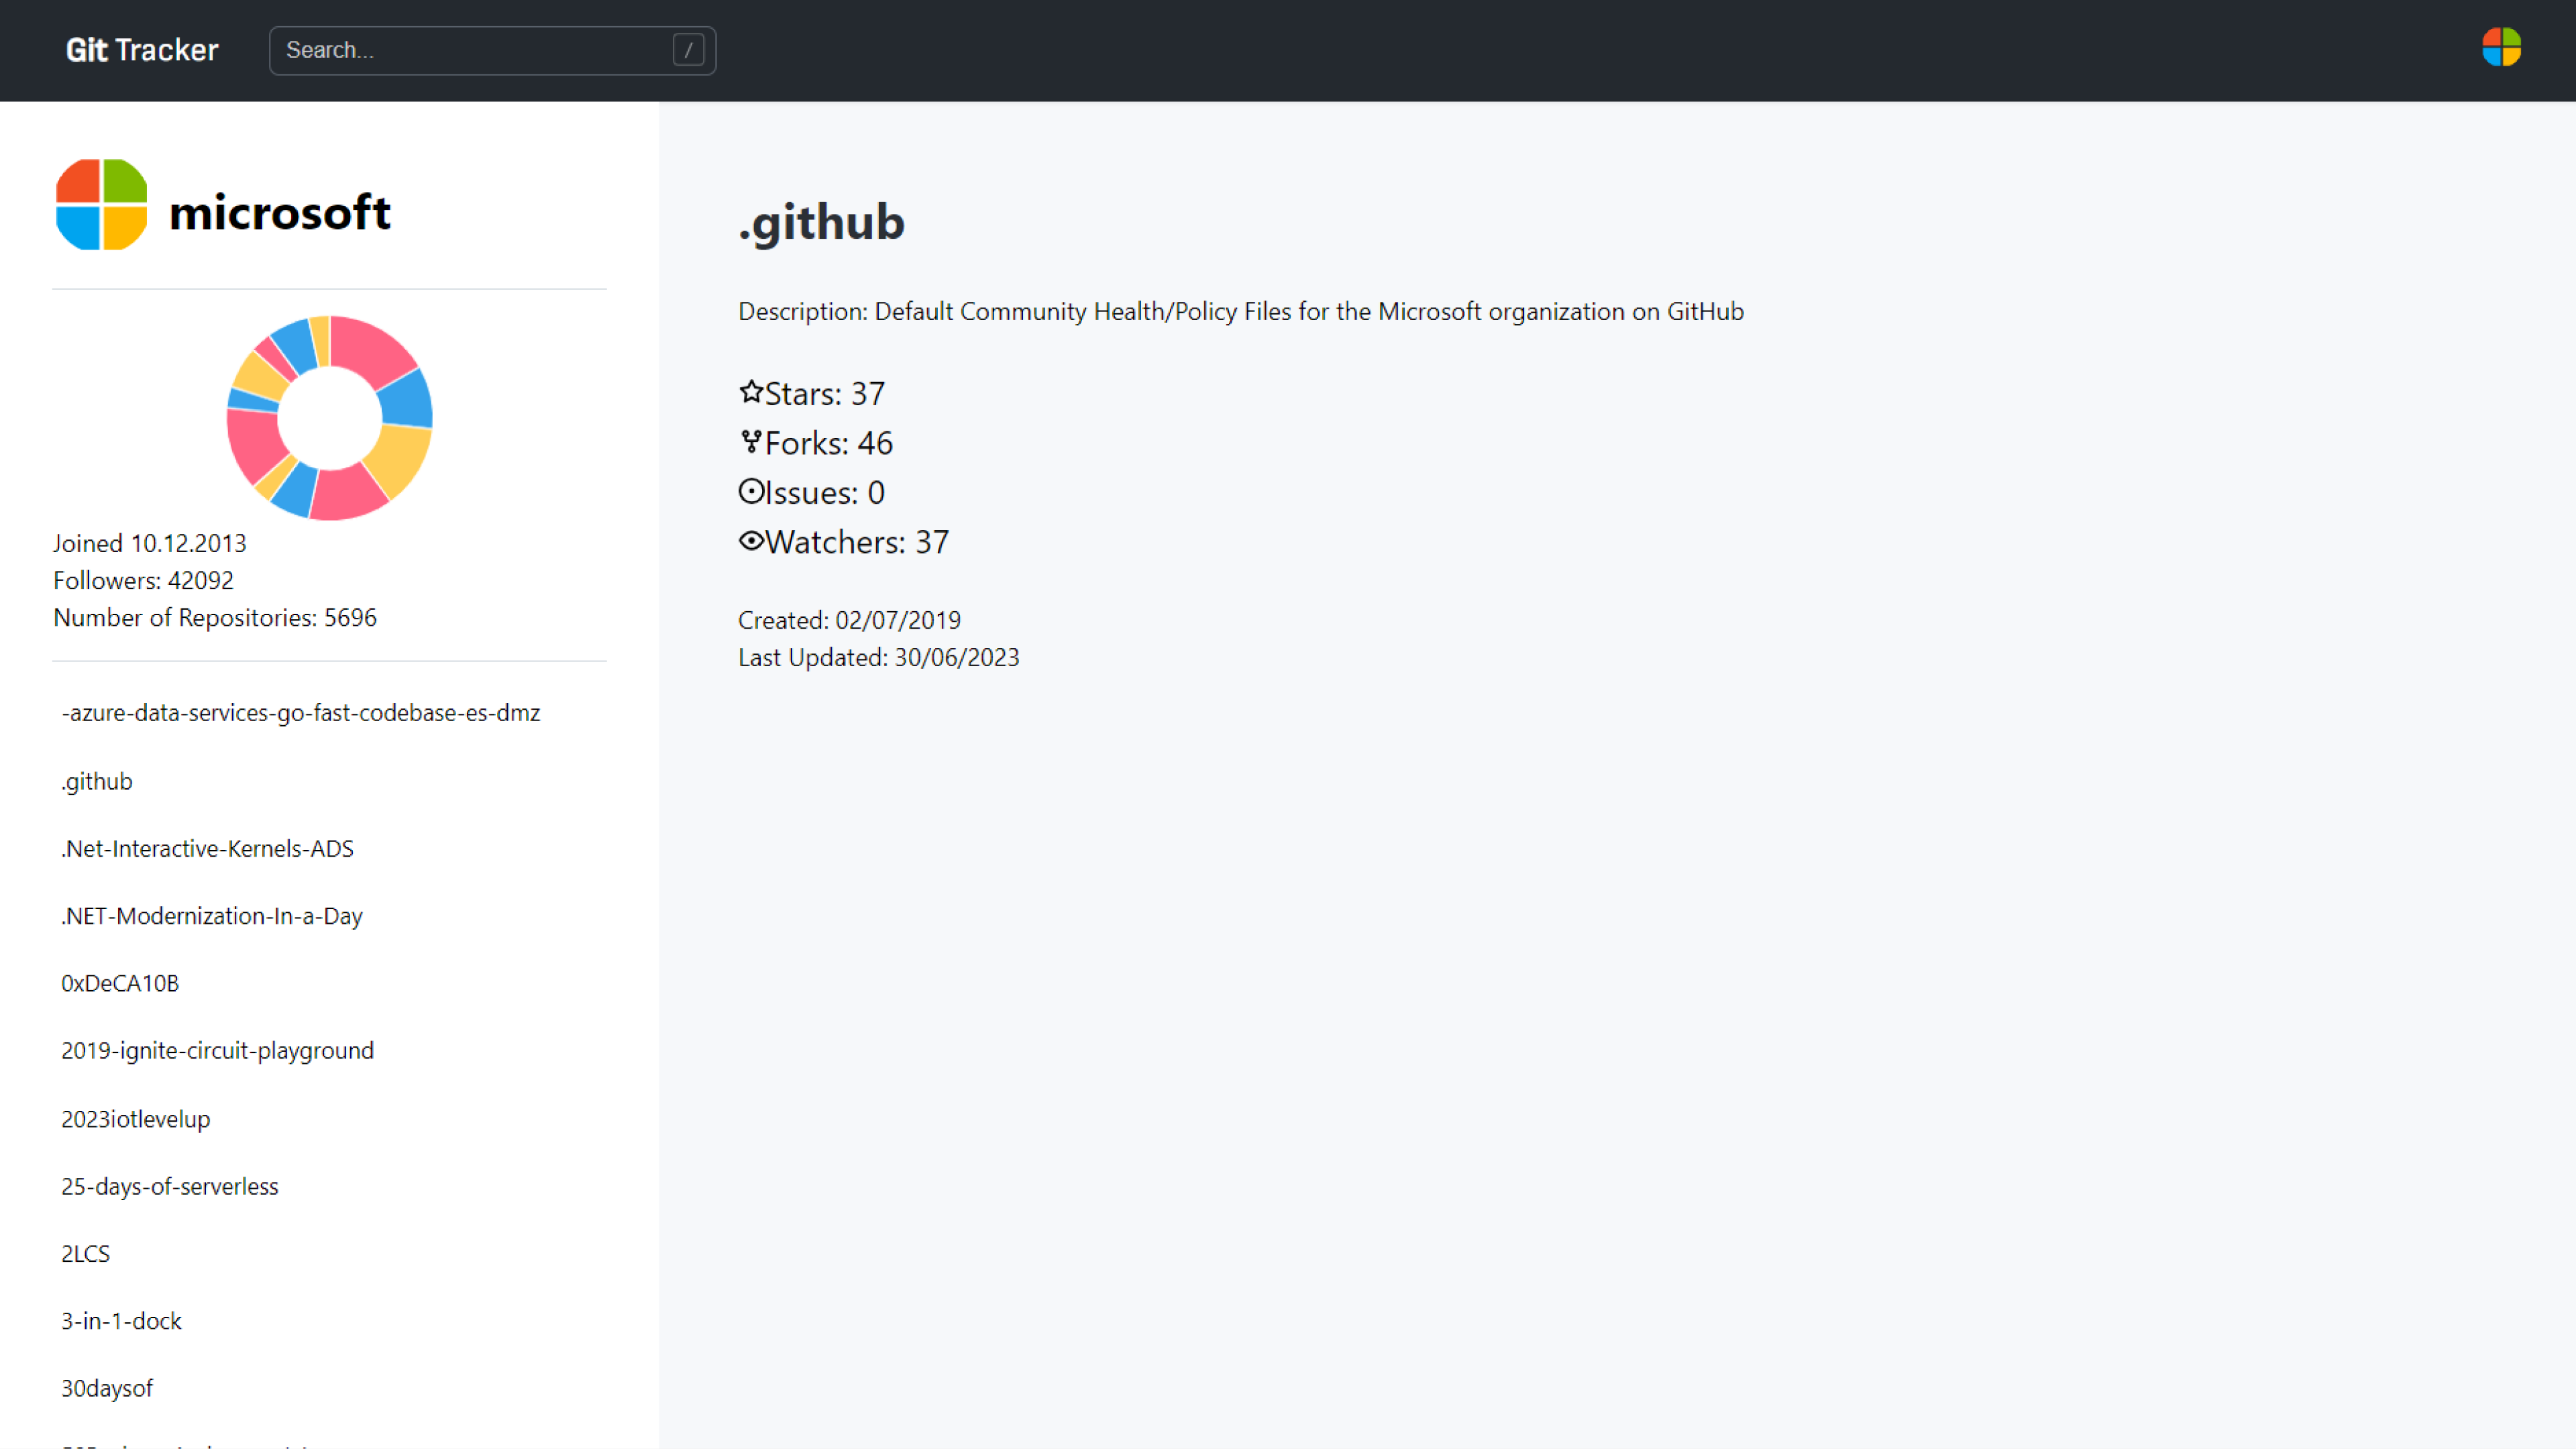 Git Tracker
Search...
/
microsoft
Joined 10.12.2013
Followers: 42092
Number of Repositories: 5696
-azure-data-services-go-fast-codebase-es-dmz
.github
.Net-Interactive-Kernels-ADS
.NET-Modernization-In-a-Day
0xDeCA10B
2019-ignite-circuit-playground
2023iotlevelup
25-days-of-serverless
2LCS
3-in-1-dock
30daysof
.github
Description: Default Community Health/Policy Files for the Microsoft organization on GitHub
Stars: 37
Forks: 46
Issues: 0
Watchers: 37
Created: 02/07/2019
Last Updated: 30/06/2023